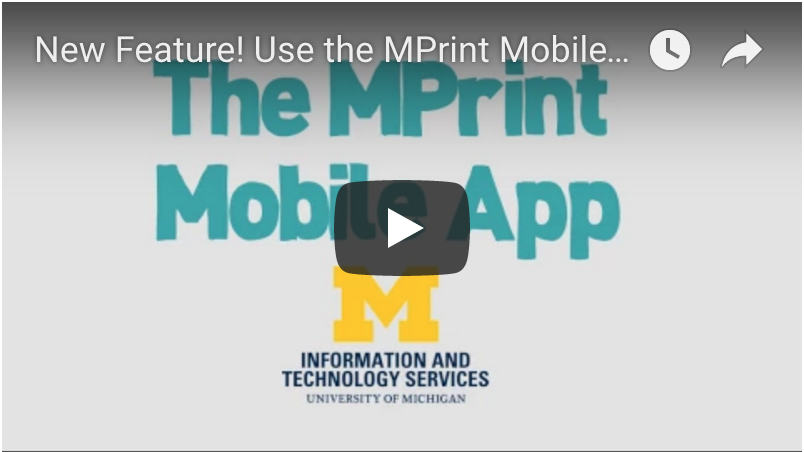 New Feature! Use the MPrint Mobile...
The MPrint
Mobile App
M
INFORMATION AND
TECHNOLOGY SERVICES
UNIVERSITY OF MICHIGAN